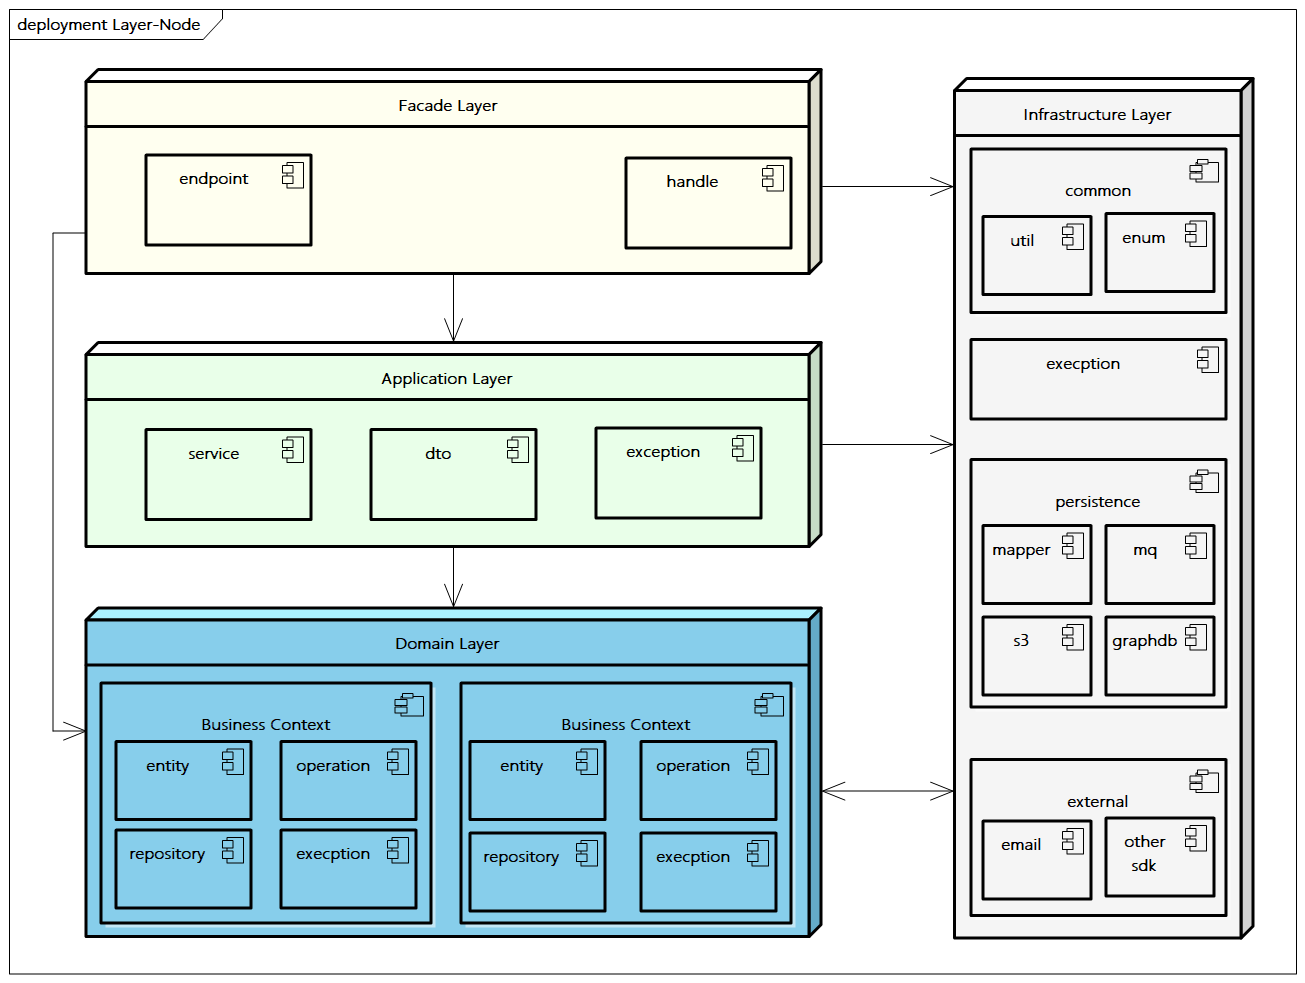 deployment Layer-Node
Facade Layer
endpoint
handle
Application Layer
service
dto
exception
Domain Layer
Business Context
entity
operation
repository
execption
Business Context
entity
operation
repository
execption
Infrastructure Layer
common
util
enum
execption
persistence
mapper
mq
s3
graphdb
external
email
other
sdk